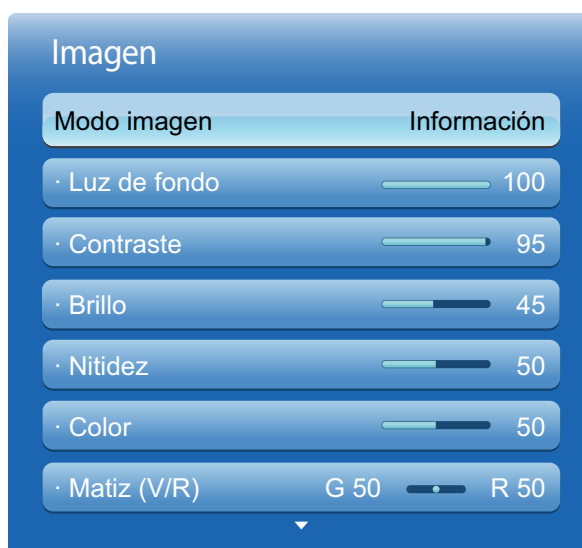 Imagen
Modo imagen Información
· Luz de fondo 100
· Contraste 95
· Brillo 45
· Nitidez 50
· Color 50
· Matiz (V/R) G 50 R 50